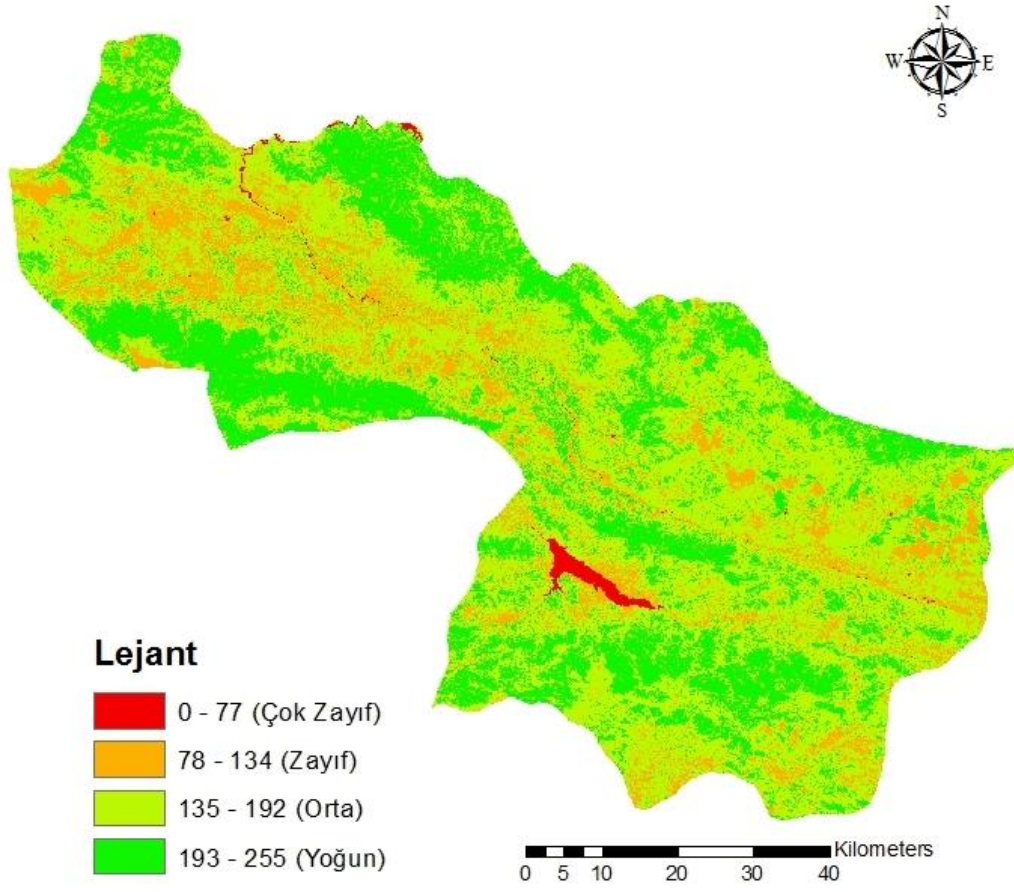 N
W E
S
Lejant
0 - 77 (Çok Zayıf)
78 - 134 (Zayıf)
135 - 192 (Orta)
193 - 255 (Yoğun)
Kilometers
0 5 10 20 30 40